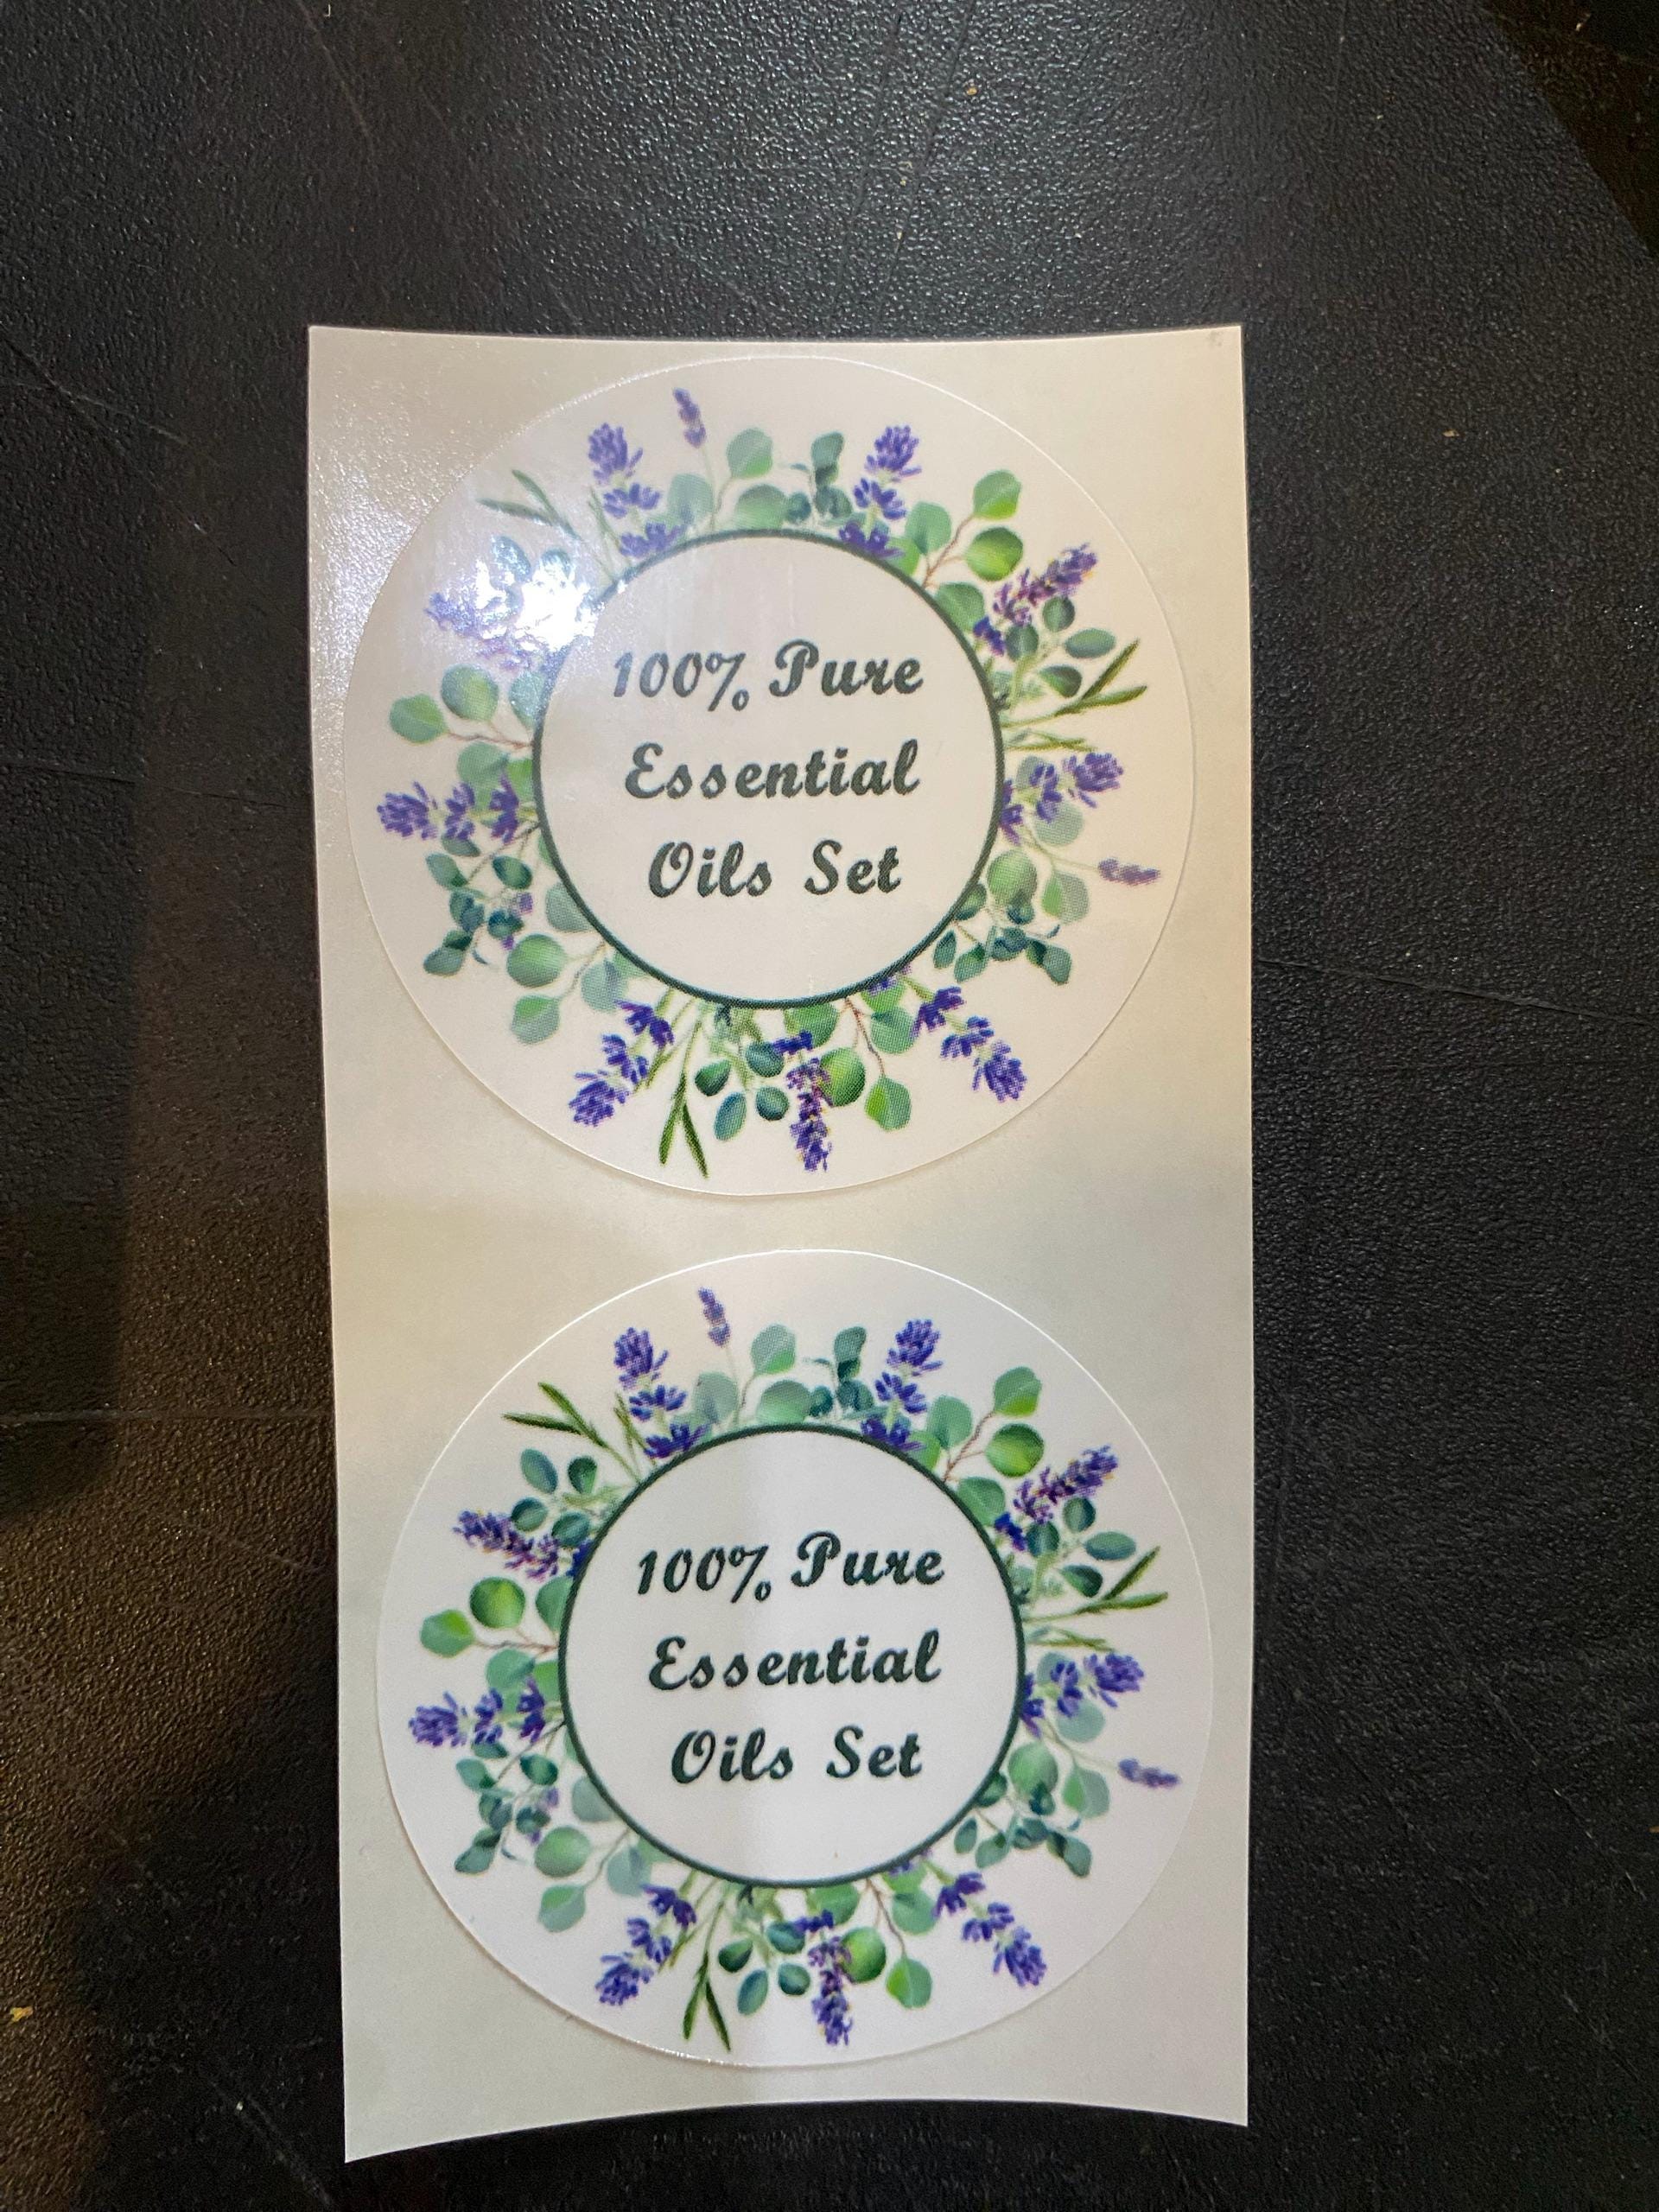 100% Pure
Essential
Oils Set
100% Pure
Essential
Oils Set